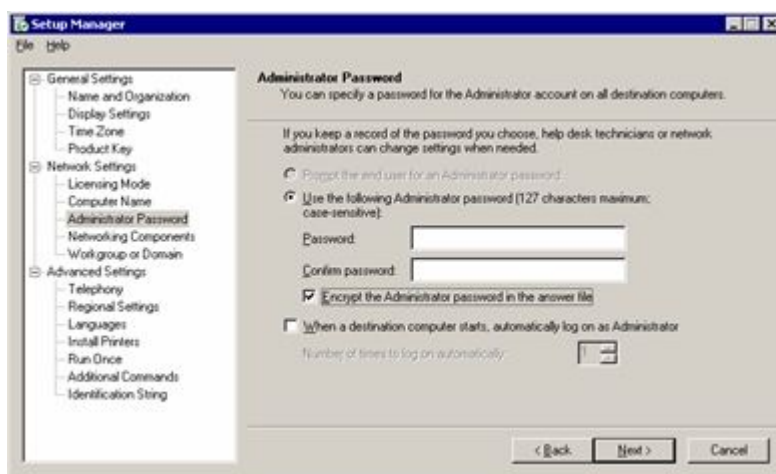 Setup Manager
File Help
General Settings
Name and Organization
Display Settings
Time Zone
Product Key
Network Settings
Licensing Mode
Computer Name
Administrator Password
Networking Components
Workgroup or Domain
Advanced Settings
Telephony
Regional Settings
Languages
Install Printers
Run Once
Additional Commands
Identification String
Administrator Password
You can specify a password for the Administrator account on all destination computers.
If you keep a record of the password you choose, help desk technicians or network
administrators can change settings when needed.
Prompt the end user for an Administrator password
Use the following Administrator password (127 characters maximum;
case-sensitive):
Password:
Confirm password:
Encrypt the Administrator password in the answer file
When a destination computer starts, automatically log on as Administrator
Number of times to log on automatically: 1
< Back Next > Cancel